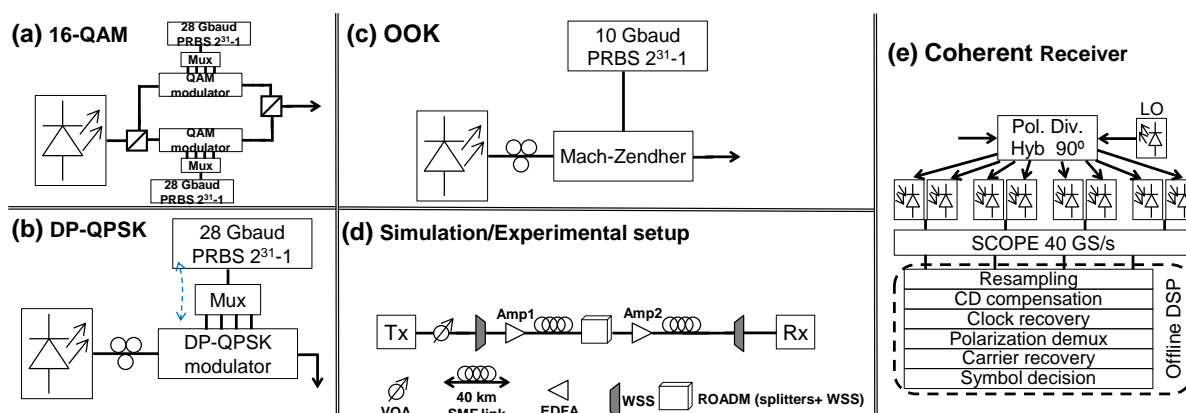 (a) 16-QAM
28 Gbaud
PRBS 2³¹-1
Mux
QAM
modulator
QAM
modulator
Mux
28 Gbaud
PRBS 2³¹-1
(b) DP-QPSK
28 Gbaud
PRBS 2³¹-1
Mux
DP-QPSK
modulator
(c) OOK
10 Gbaud
PRBS 2³¹-1
Mach-Zendher
(d) Simulation/Experimental setup
Tx
Amp1
Amp2
Rx
VOA
40 km
SMF link
EDFA
WSS
ROADM (splitters+ WSS)
(e) Coherent Receiver
LO
Pol. Div.
Hyb 90º
SCOPE 40 GS/s
Resampling
CD compensation
Clock recovery
Polarization demux
Carrier recovery
Symbol decision
Offline DSP